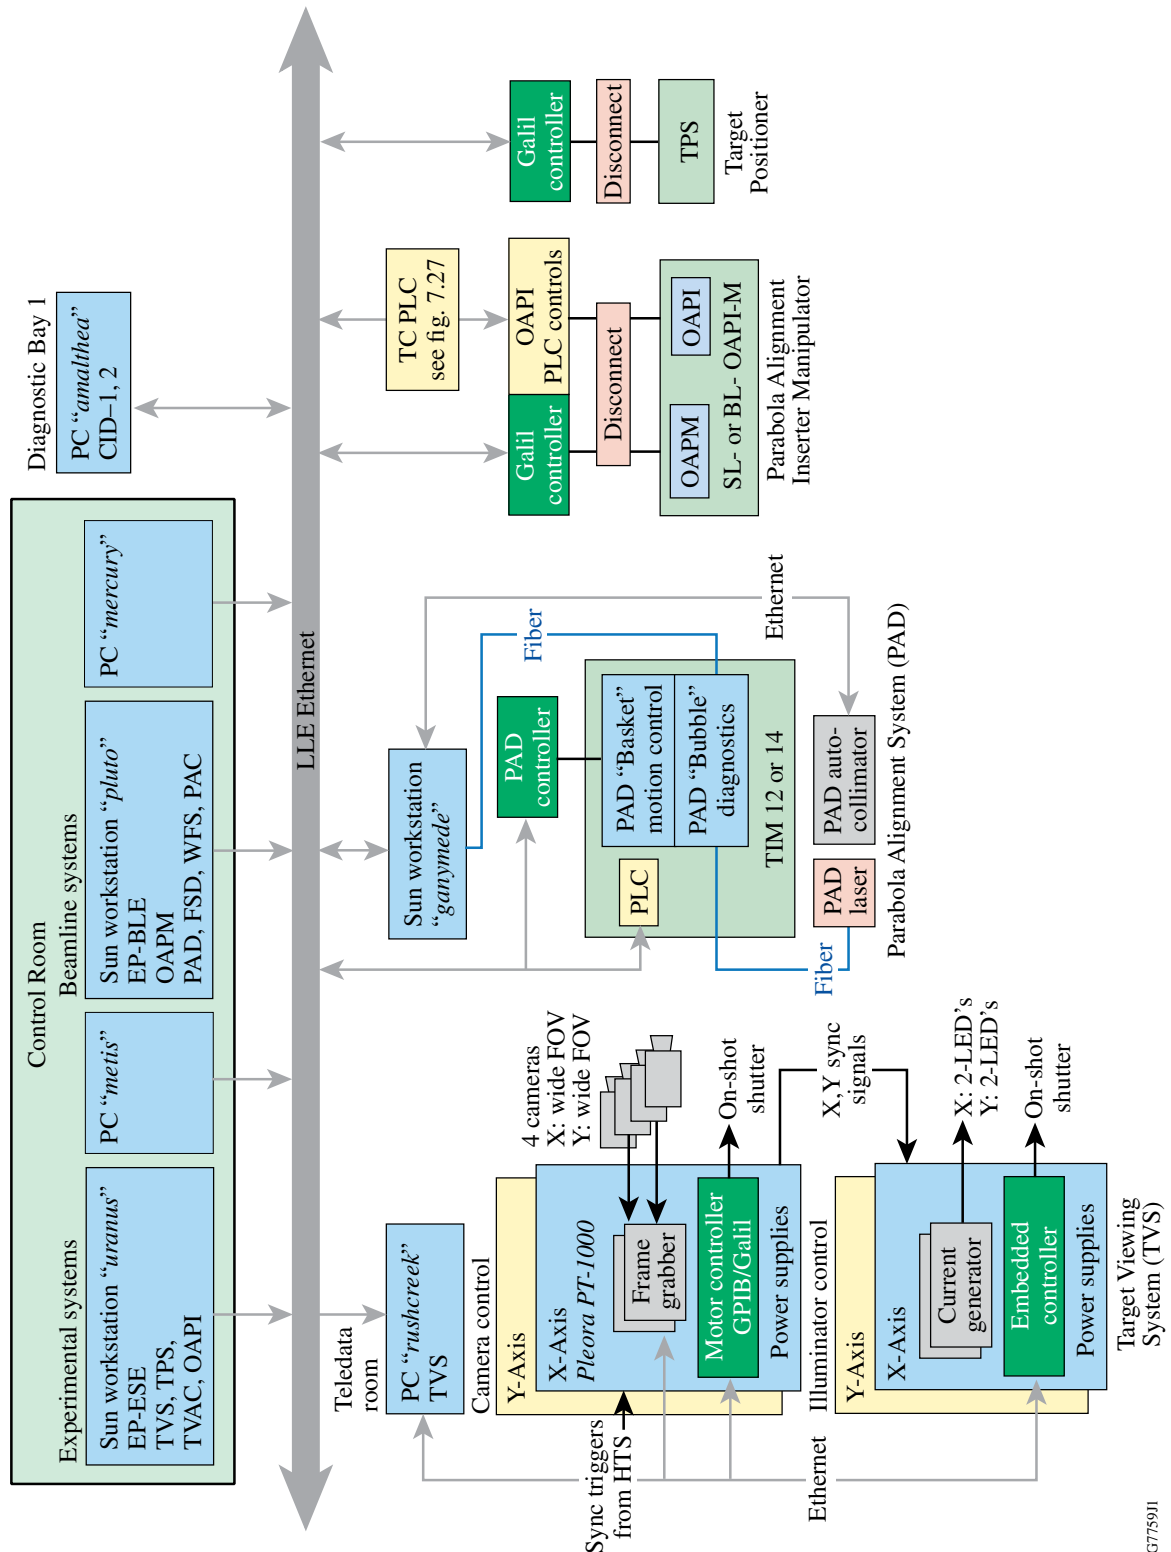 Control Room
Experimental systems
Beamline systems
Sun workstation “uranus”
EP-ESE
TVS, TPS,
TVAC, OAPI
PC “metis”
Sun workstation “pluto”
EP-BLE
OAPM
PAD, FSD, WFS, PAC
PC “mercury”
Diagnostic Bay 1
PC “amalthea”
CID–1, 2
LLE Ethernet
Teledata
room
PC “rushcreek”
TVS
Camera control
Y-Axis
X-Axis
Pleora PT-1000
Frame
grabber
Motor controller
GPIB/Galil
Power supplies
Sync triggers
from HTS
4 cameras
X: wide FOV
Y: wide FOV
On-shot
shutter
X,Y sync
signals
Ethernet
Illuminator control
Y-Axis
X-Axis
Current
generator
Embedded
controller
Power supplies
X: 2-LED’s
Y: 2-LED’s
On-shot
shutter
Target Viewing
System (TVS)
Sun workstation
“ganymede”
PAD
controller
Fiber
Ethernet
PLC
PAD “Basket”
motion control
PAD “Bubble”
diagnostics
TIM 12 or 14
Fiber
PAD
laser
PAD auto-
collimator
Parabola Alignment System (PAD)
TC PLC
see fig. 7.27
Galil
controller
OAPI
PLC controls
Disconnect
OAPM
OAPI
SL- or BL- OAPI-M
Parabola Alignment
Inserter Manipulator
Galil
controller
Disconnect
TPS
Target
Positioner
G7759J1